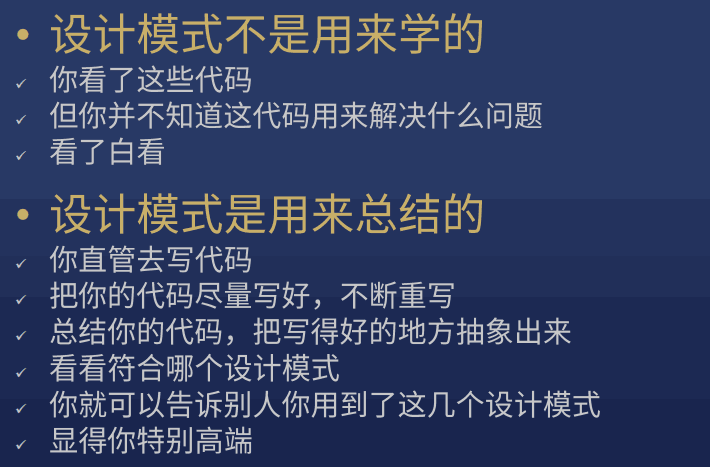 设计模式不是用来学的
你看了这些代码
但你并不知道这代码用来解决什么问题
看了白看
设计模式是用来总结的
你直管去写代码
把你的代码尽量写好，不断重写
总结你的代码，把写得好的地方抽象出来
看看符合哪个设计模式
你就可以告诉别人你用到了这几个设计模式
显得你特别高端